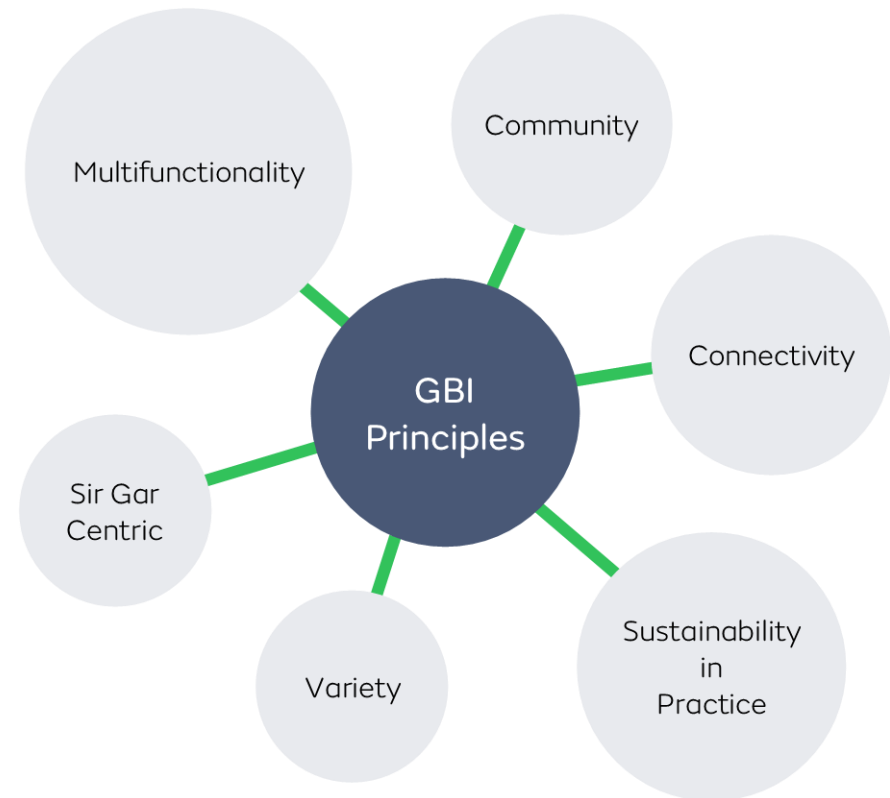 Multifunctionality
Community
Connectivity
GBI
Principles
Sir Gar
Centric
Variety
Sustainability
in
Practice